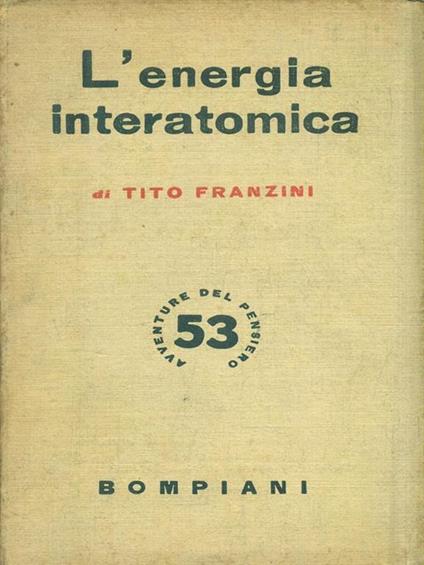 L'energia
interatomica
di TITO FRANZINI
AVVENTURE DEL PENSIERO
53
BOMPIANI